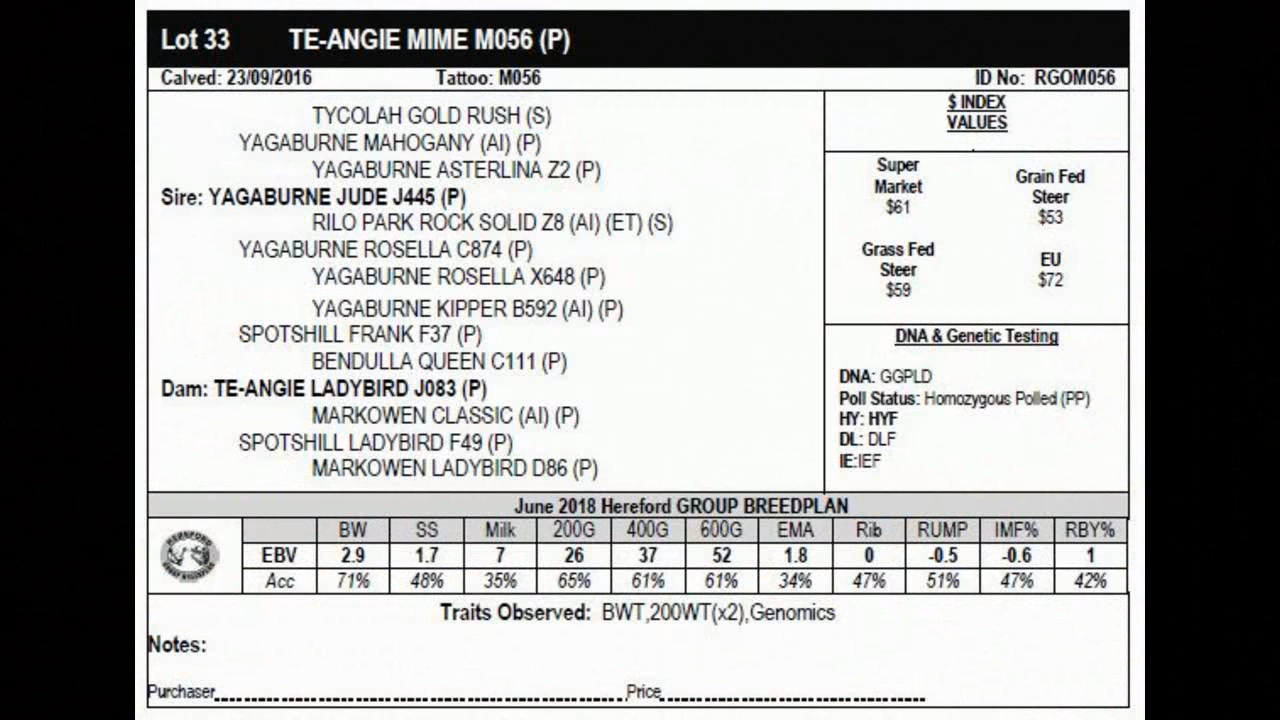 Lot 33 TE-ANGIE MIME M056 (P)
Calved: 23/09/2016 Tattoo: M056 ID No: RGOM056
TYCOLAH GOLD RUSH (S)
YAGABURNE MAHOGANY (AI) (P)
YAGABURNE ASTERLINA Z2 (P)
Sire: YAGABURNE JUDE J445 (P)
RILO PARK ROCK SOLID Z8 (AI) (ET) (S)
YAGABURNE ROSELLA C874 (P)
YAGABURNE ROSELLA X648 (P)
YAGABURNE KIPPER B592 (AI) (P)
SPOTSHILL FRANK F37 (P)
BENDULLA QUEEN C111 (P)
Dam: TE-ANGIE LADYBIRD J083 (P)
MARKOWEN CLASSIC (AI) (P)
SPOTSHILL LADYBIRD F49 (P)
MARKOWEN LADYBIRD D86 (P)
$ INDEX
VALUES
Super
Market
$61
Grain Fed
Steer
$53
Grass Fed
Steer
$59
EU
$72
DNA & Genetic Testing
DNA: GGPLD
Poll Status: Homozygous Polled (PP)
HY: HYF
DL: DLF
IE:IEF
June 2018 Hereford GROUP BREEDPLAN
BW SS Milk 200G 400G 600G EMA Rib RUMP IMF% RBY%
EBV 2.9 1.7 7 26 37 52 1.8 0 -0.5 -0.6 1
Acc 71% 48% 35% 65% 61% 61% 34% 47% 51% 47% 42%
Traits Observed: BWT,200WT(x2),Genomics
Notes:
Purchaser Price